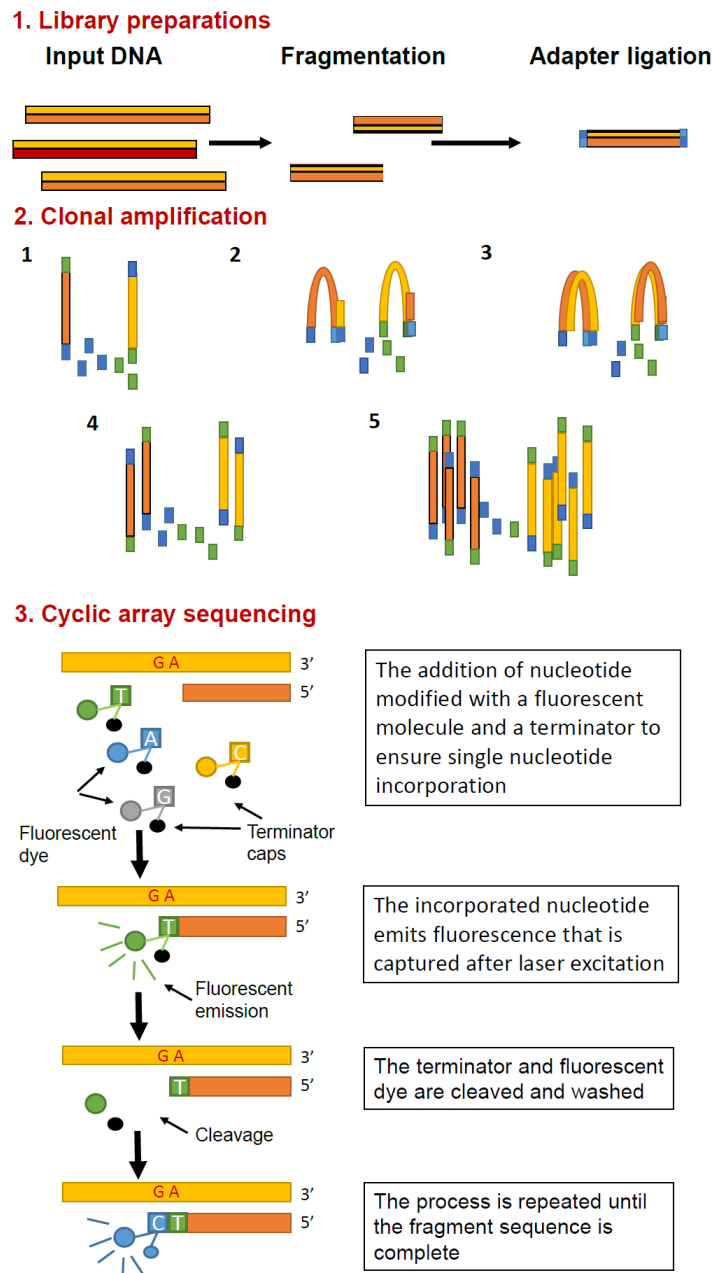 1. Library preparations
Input DNA
Fragmentation
Adapter ligation
2. Clonal amplification
1
2
3
4
5
3. Cyclic array sequencing
G A
3’
5’
T
A
C
G
Fluorescent
dye
Terminator
caps
The addition of nucleotide
modified with a fluorescent
molecule and a terminator to
ensure single nucleotide
incorporation
G A
3’
T
5’
Fluorescent
emission
The incorporated nucleotide
emits fluorescence that is
captured after laser excitation
G A
3’
T
5’
Cleavage
The terminator and fluorescent
dye are cleaved and washed
G A
3’
C T
5’
The process is repeated until
the fragment sequence is
complete